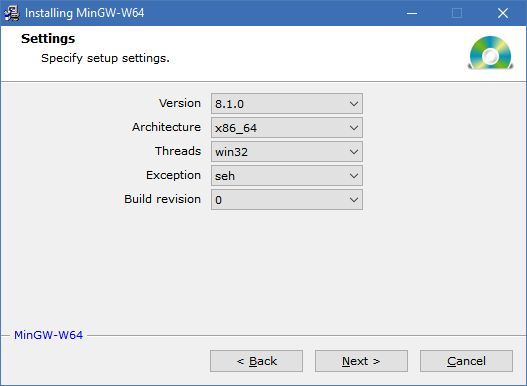 Installing MinGW-W64
Settings
Specify setup settings.
Version 8.1.0
Architecture x86_64
Threads win32
Exception seh
Build revision 0
MinGW-W64
< Back Next > Cancel